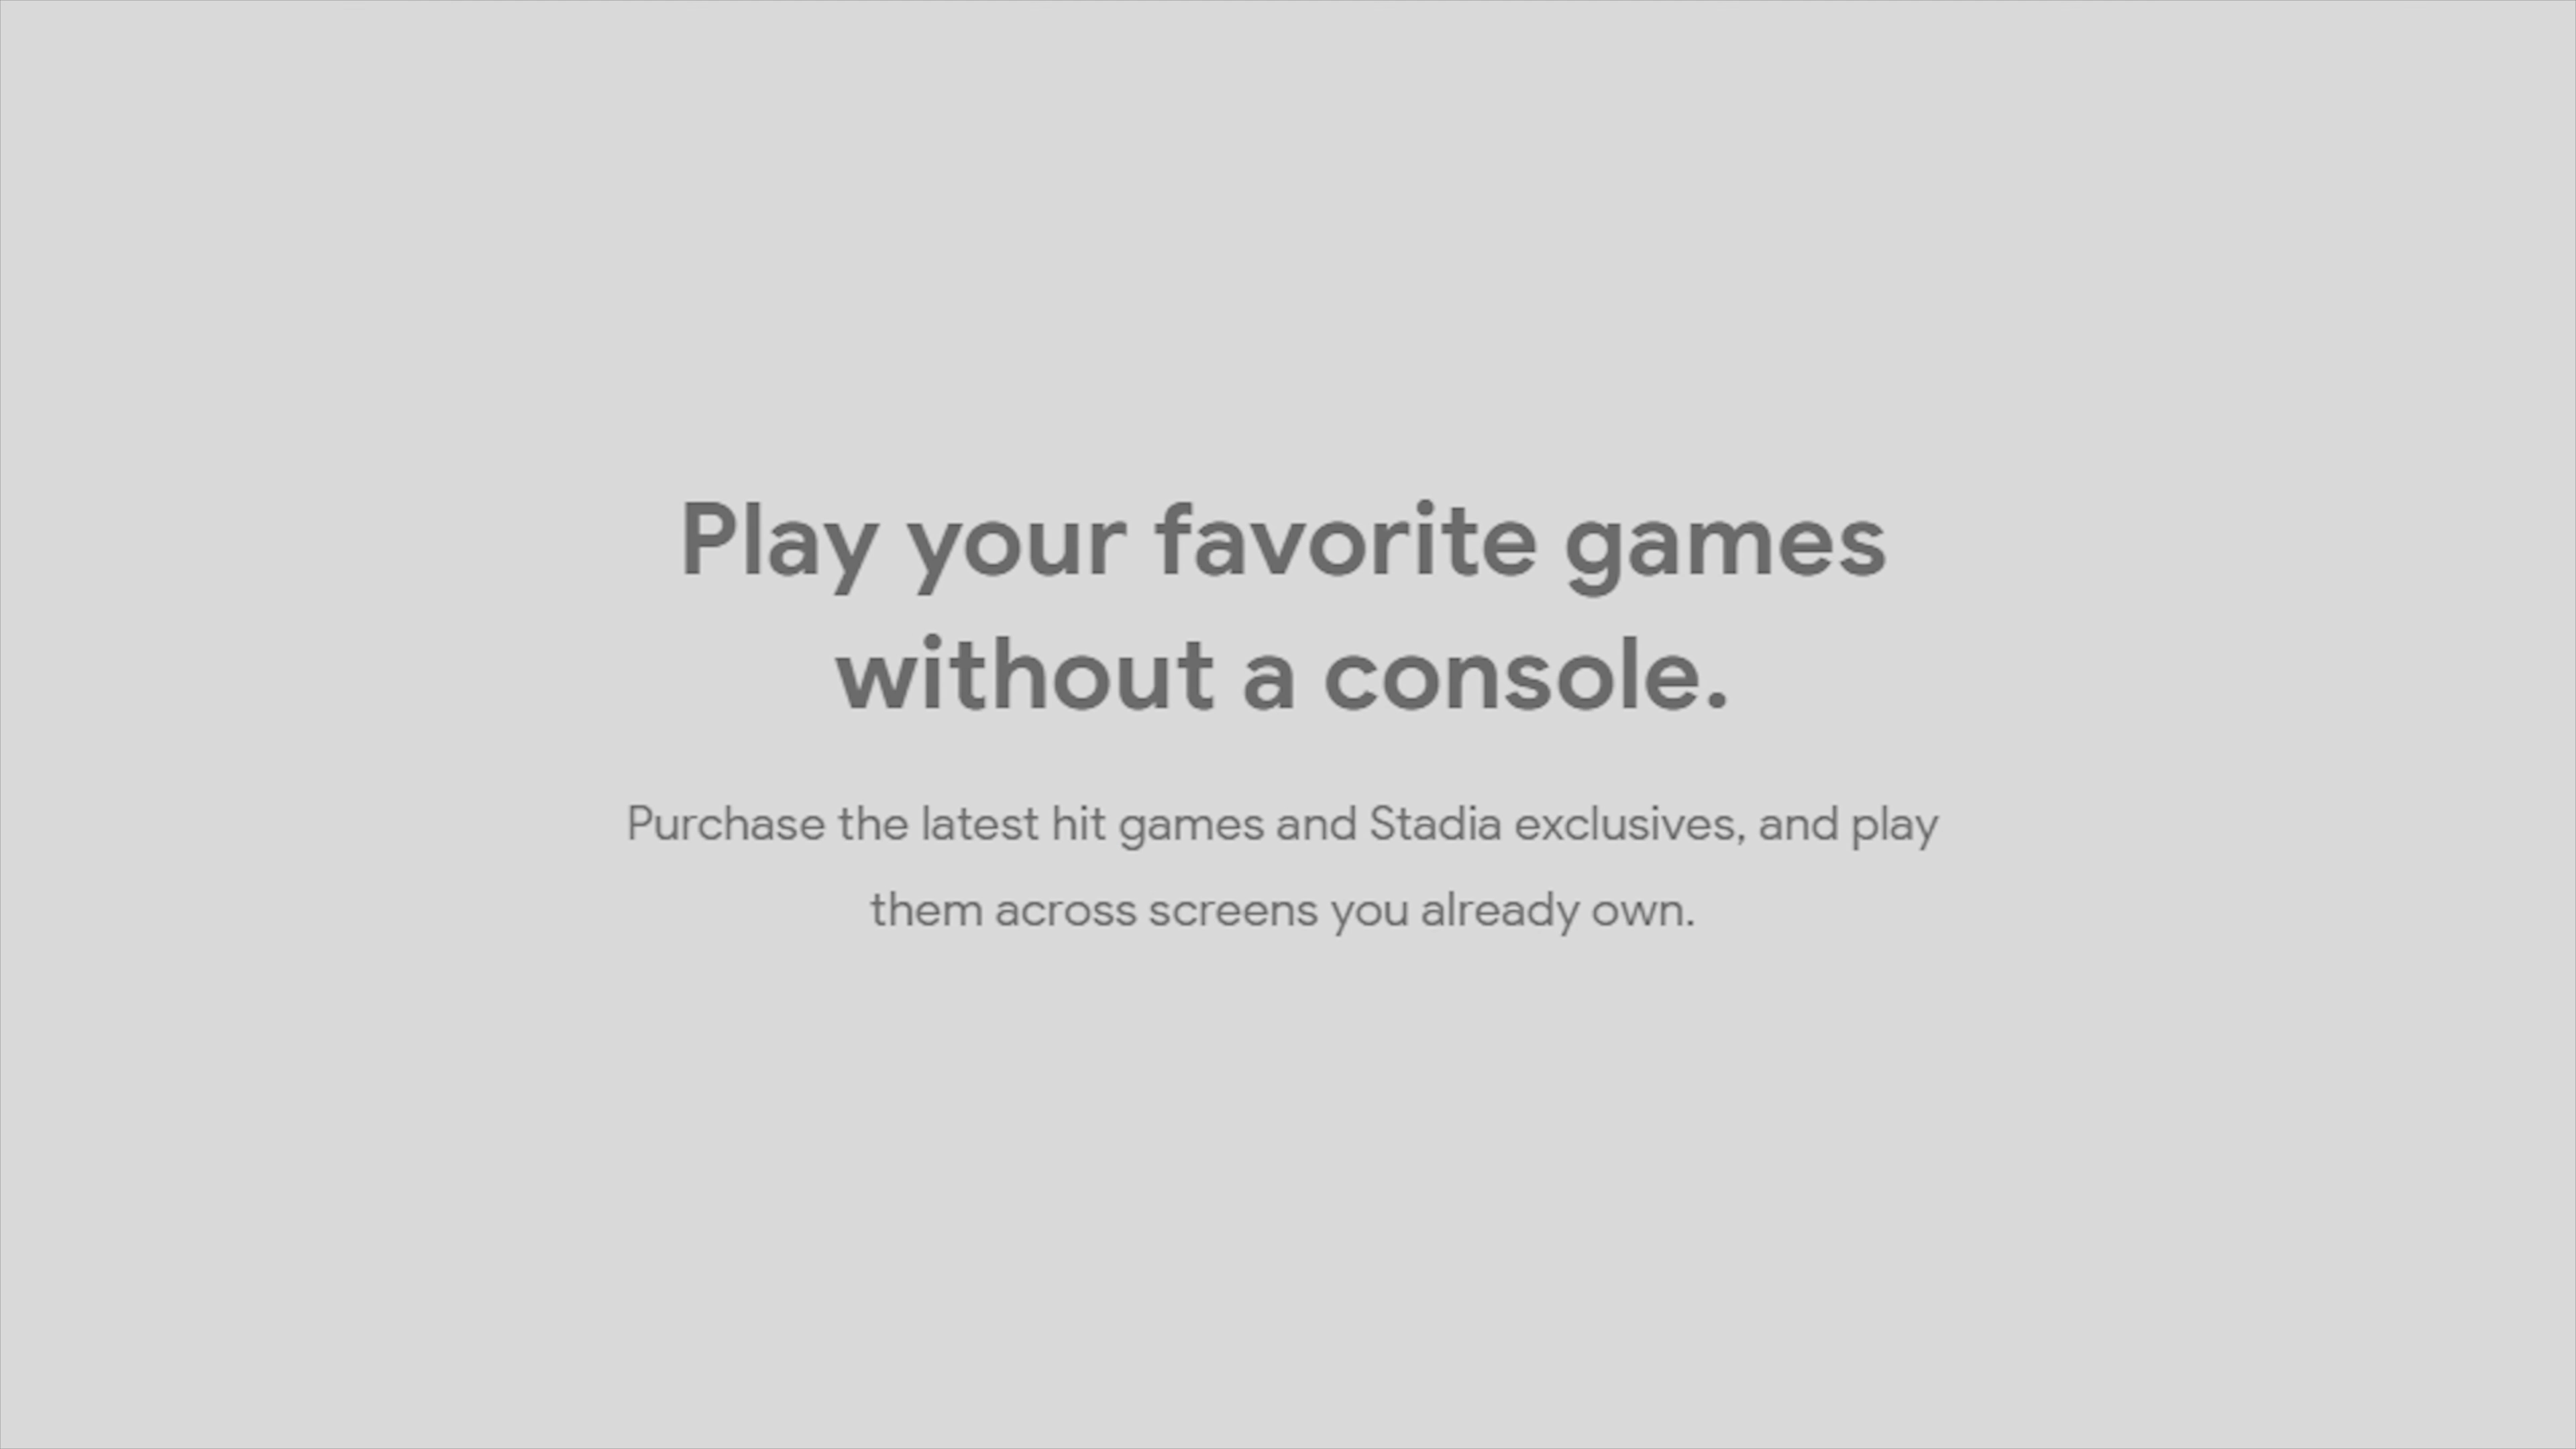 Play your favorite games
without a console.
Purchase the latest hit games and Stadia exclusives, and play
them across screens you already own.